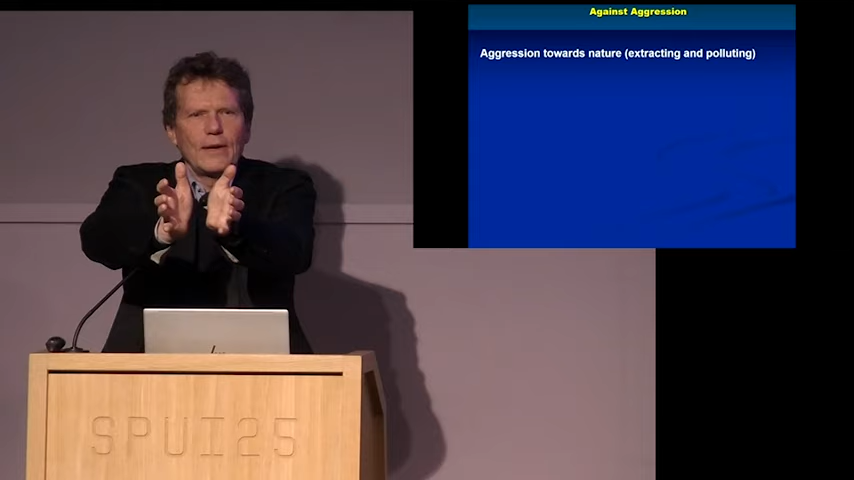 Against Aggression
Aggression towards nature (extracting and polluting)
SPUI25